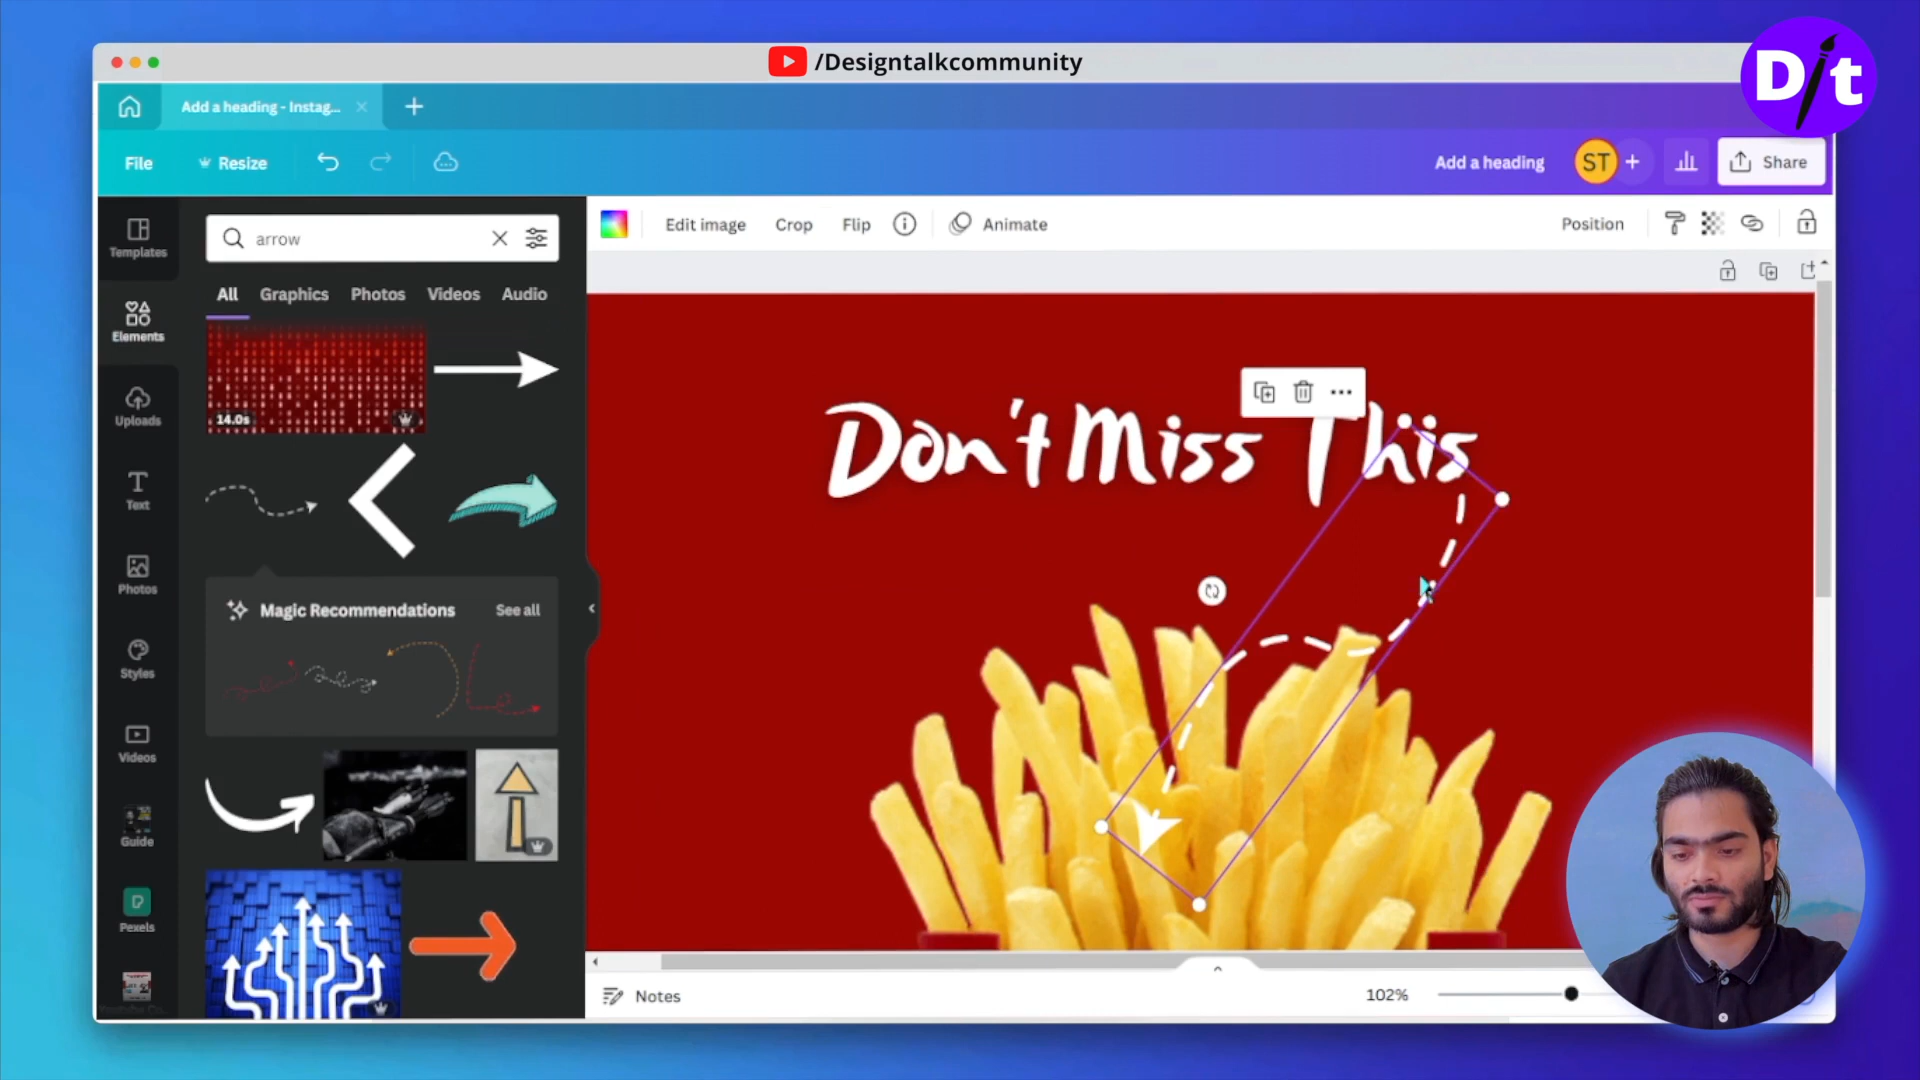 /Designtalkcommunity
D/t
Add a heading - Instag...
File
Resize
Add a heading
ST
Share
Templates
Elements
Uploads
Text
Photos
Styles
Videos
Guide
Pexels
arrow
All
Graphics
Photos
Videos
Audio
14.0s
Magic Recommendations
See all
Edit image
Crop
Flip
Animate
Position
Don't Miss This
Notes
102%